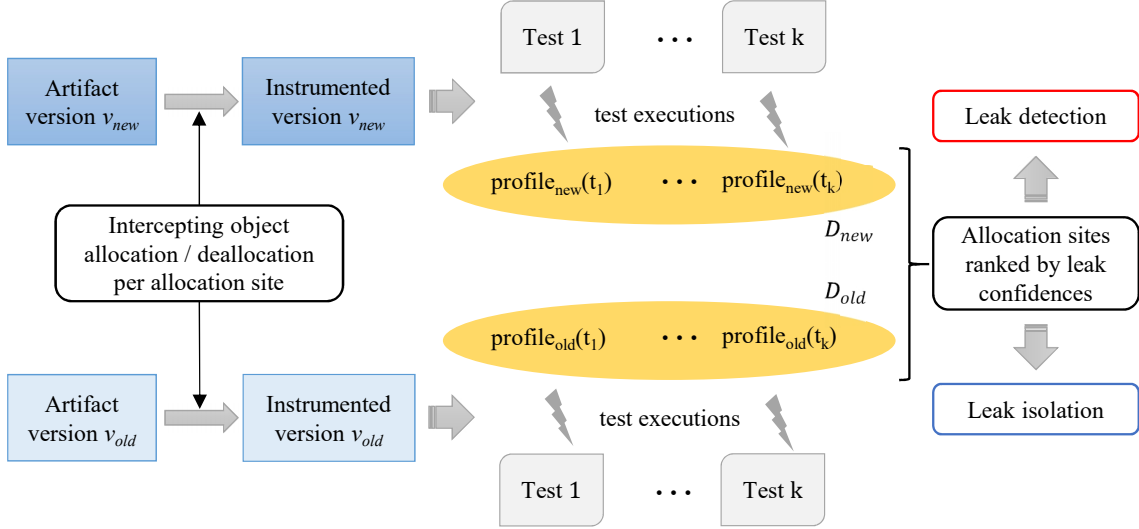 Test 1
• • •
Test k
Artifact
version v_new
Instrumented
version v_new
test executions
Leak detection
profile_new(t_1)
• • •
profile_new(t_k)
D_new
Intercepting object
allocation / deallocation
per allocation site
Allocation sites
ranked by leak
confidences
D_old
profile_old(t_1)
• • •
profile_old(t_k)
Artifact
version v_old
Instrumented
version v_old
test executions
Leak isolation
Test 1
• • •
Test k